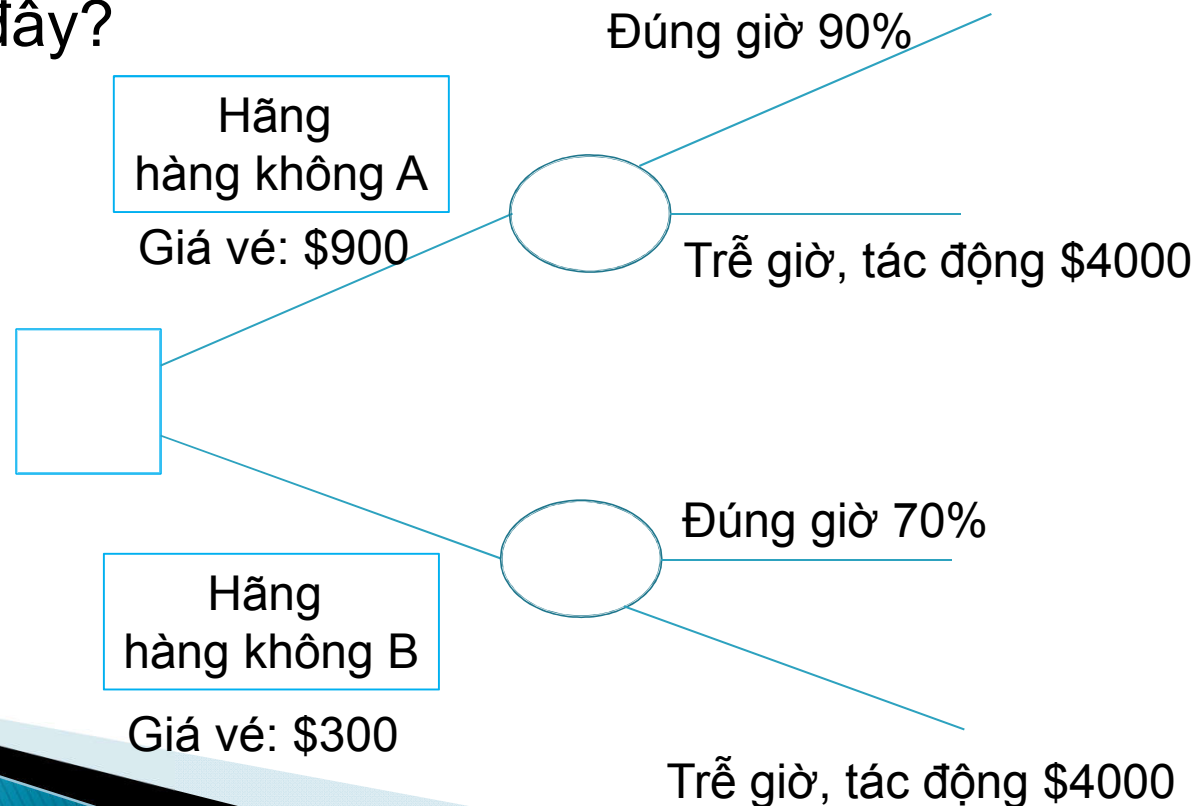 đây?
Đúng giờ 90%
Hãng
hàng không A
Giá vé: $900
Trễ giờ, tác động $4000
Đúng giờ 70%
Hãng
hàng không B
Giá vé: $300
Trễ giờ, tác động $4000